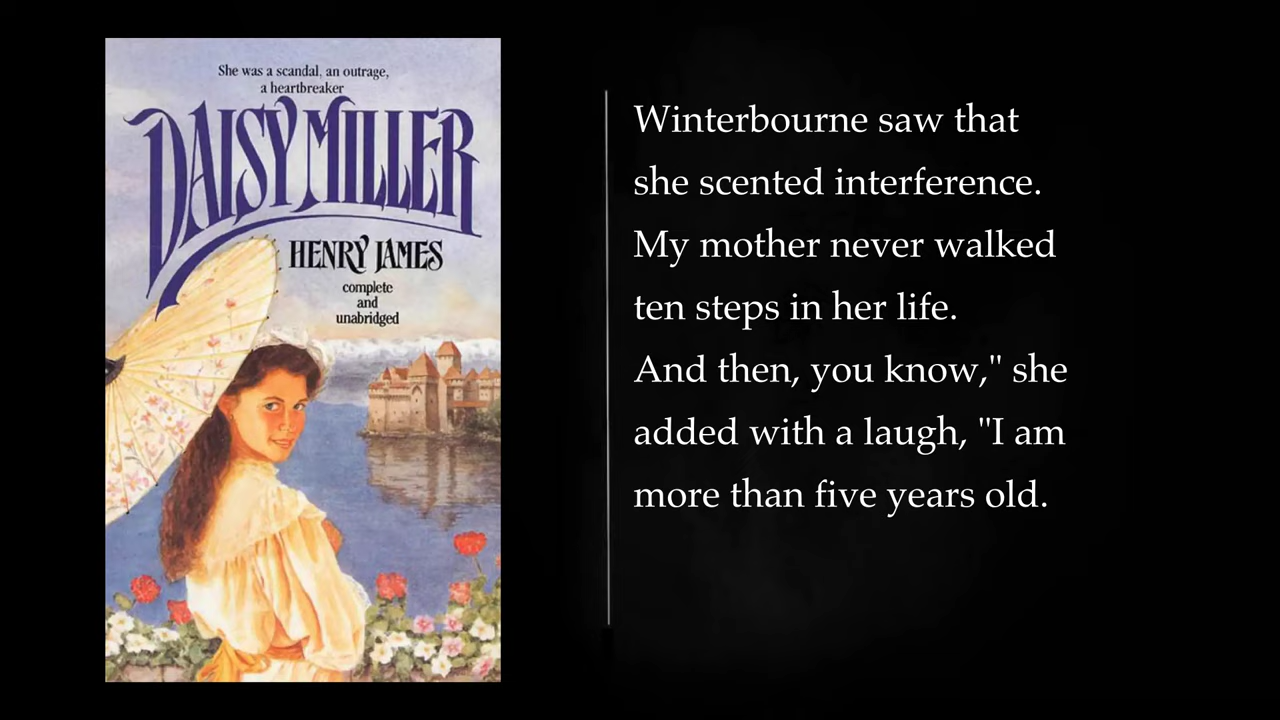 She was a scandal, an outrage,
a heartbreaker
DAISY MILLER
HENRY JAMES
complete
and
unabridged
Winterbourne saw that
she scented interference.
My mother never walked
ten steps in her life.
And then, you know," she
added with a laugh, "I am
more than five years old.